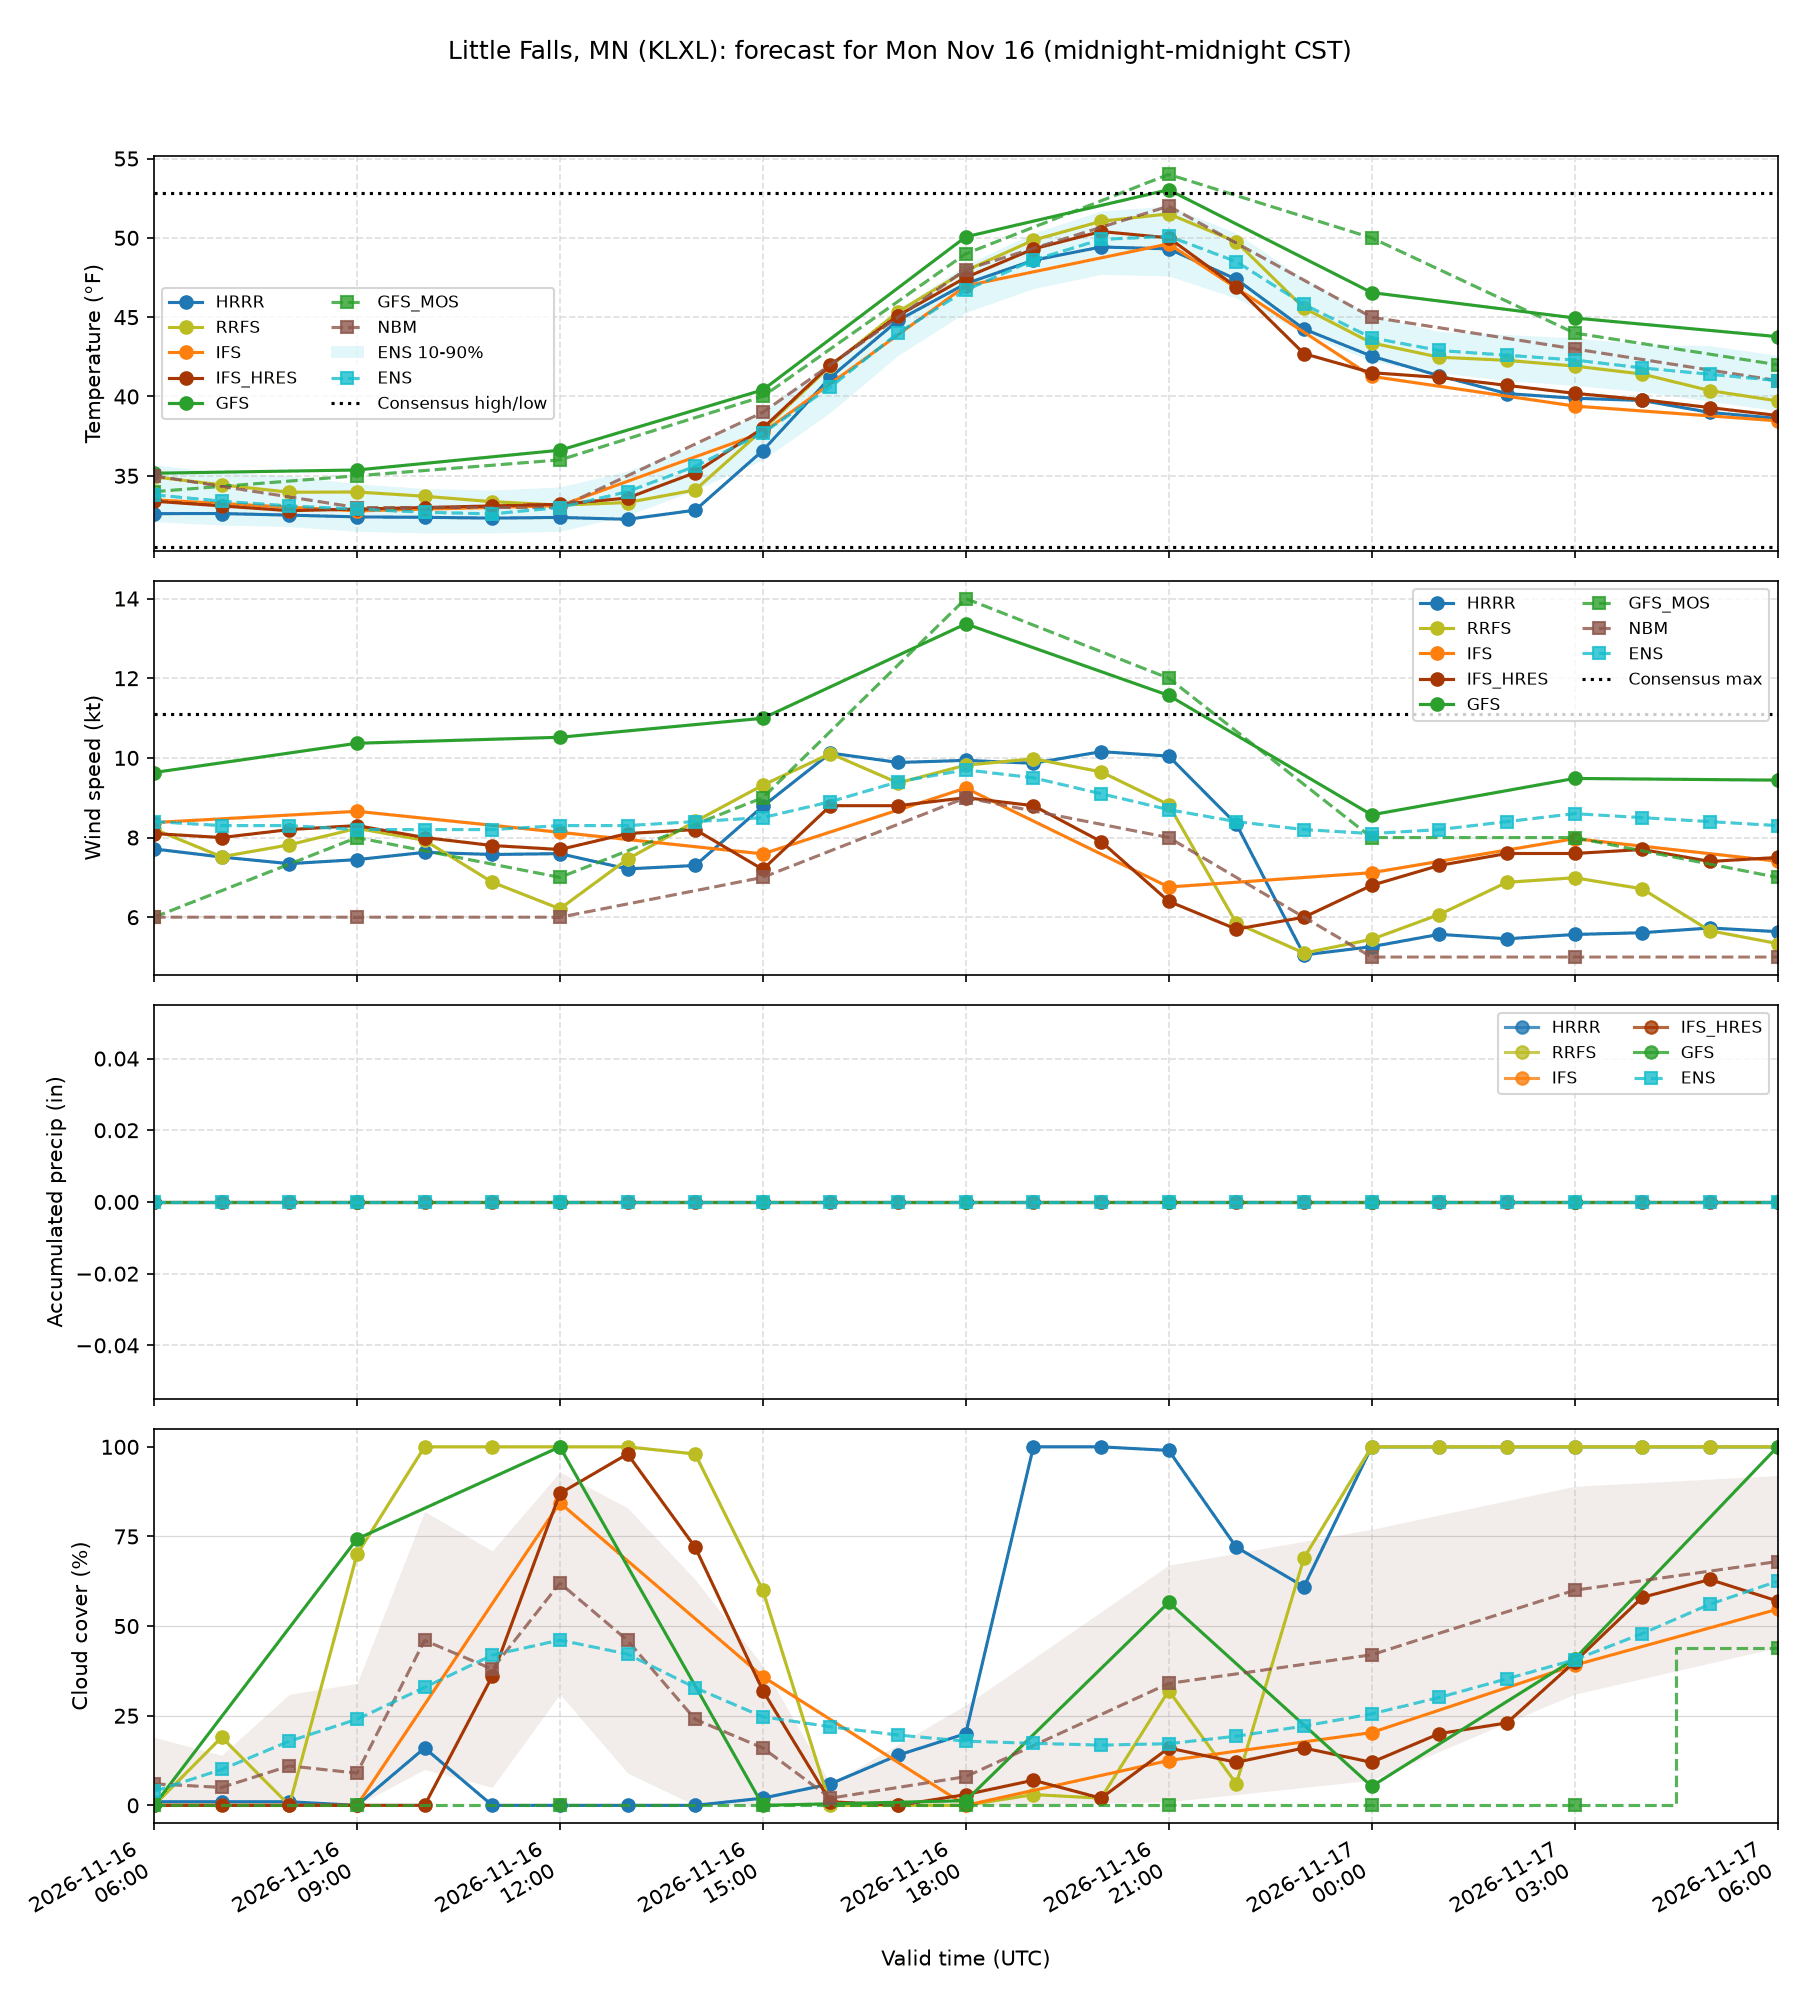 Little Falls, MN (KLXL): forecast for Mon Nov 16 (midnight-midnight CST)
Temperature (°F)
55
50
45
40
35
HRRR
RRFS
IFS
IFS_HRES
GFS
GFS_MOS
NBM
ENS 10-90%
ENS
Consensus high/low
Wind speed (kt)
14
12
10
8
6
HRRR
RRFS
IFS
IFS_HRES
GFS
GFS_MOS
NBM
ENS
Consensus max
Accumulated precip (in)
0.04
0.02
0.00
−0.02
−0.04
HRRR
RRFS
IFS
IFS_HRES
GFS
ENS
Cloud cover (%)
100
75
50
25
0
2026-11-16
06:00
2026-11-16
09:00
2026-11-16
12:00
2026-11-16
15:00
2026-11-16
18:00
2026-11-16
21:00
2026-11-17
00:00
2026-11-17
03:00
2026-11-17
06:00
Valid time (UTC)